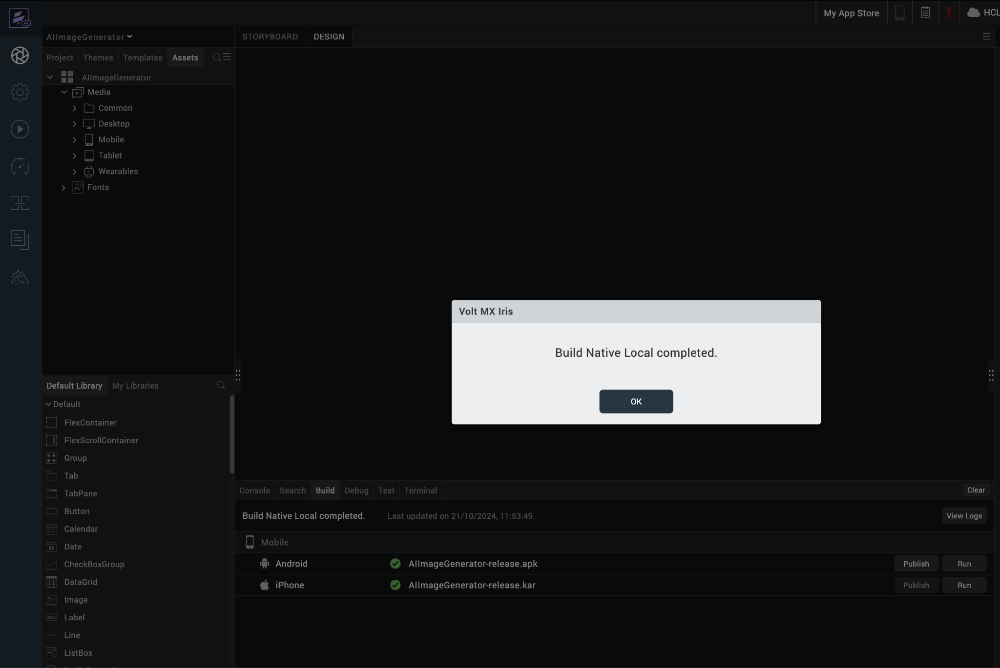 My App Store
HCL
AIImageGenerator
STORYBOARD
DESIGN
Project
Themes
Templates
Assets
AIImageGenerator
Media
Common
Desktop
Mobile
Tablet
Wearables
Aa Fonts
Volt MX Iris
Build Native Local completed.
OK
Default Library
My Libraries
Default
FlexContainer
FlexScrollContainer
Group
Tab
TabPane
Button
Calendar
02 Date
CheckBoxGroup
DataGrid
Image
abc Label
Line
ListBox
Console
Search
Build
Debug
Test
Terminal
Clear
Build Native Local completed.
Last updated on 21/10/2024, 11:53:49
View Logs
Mobile
Android
AIImageGenerator-release.apk
Publish
Run
iPhone
AIImageGenerator-release.kar
Publish
Run